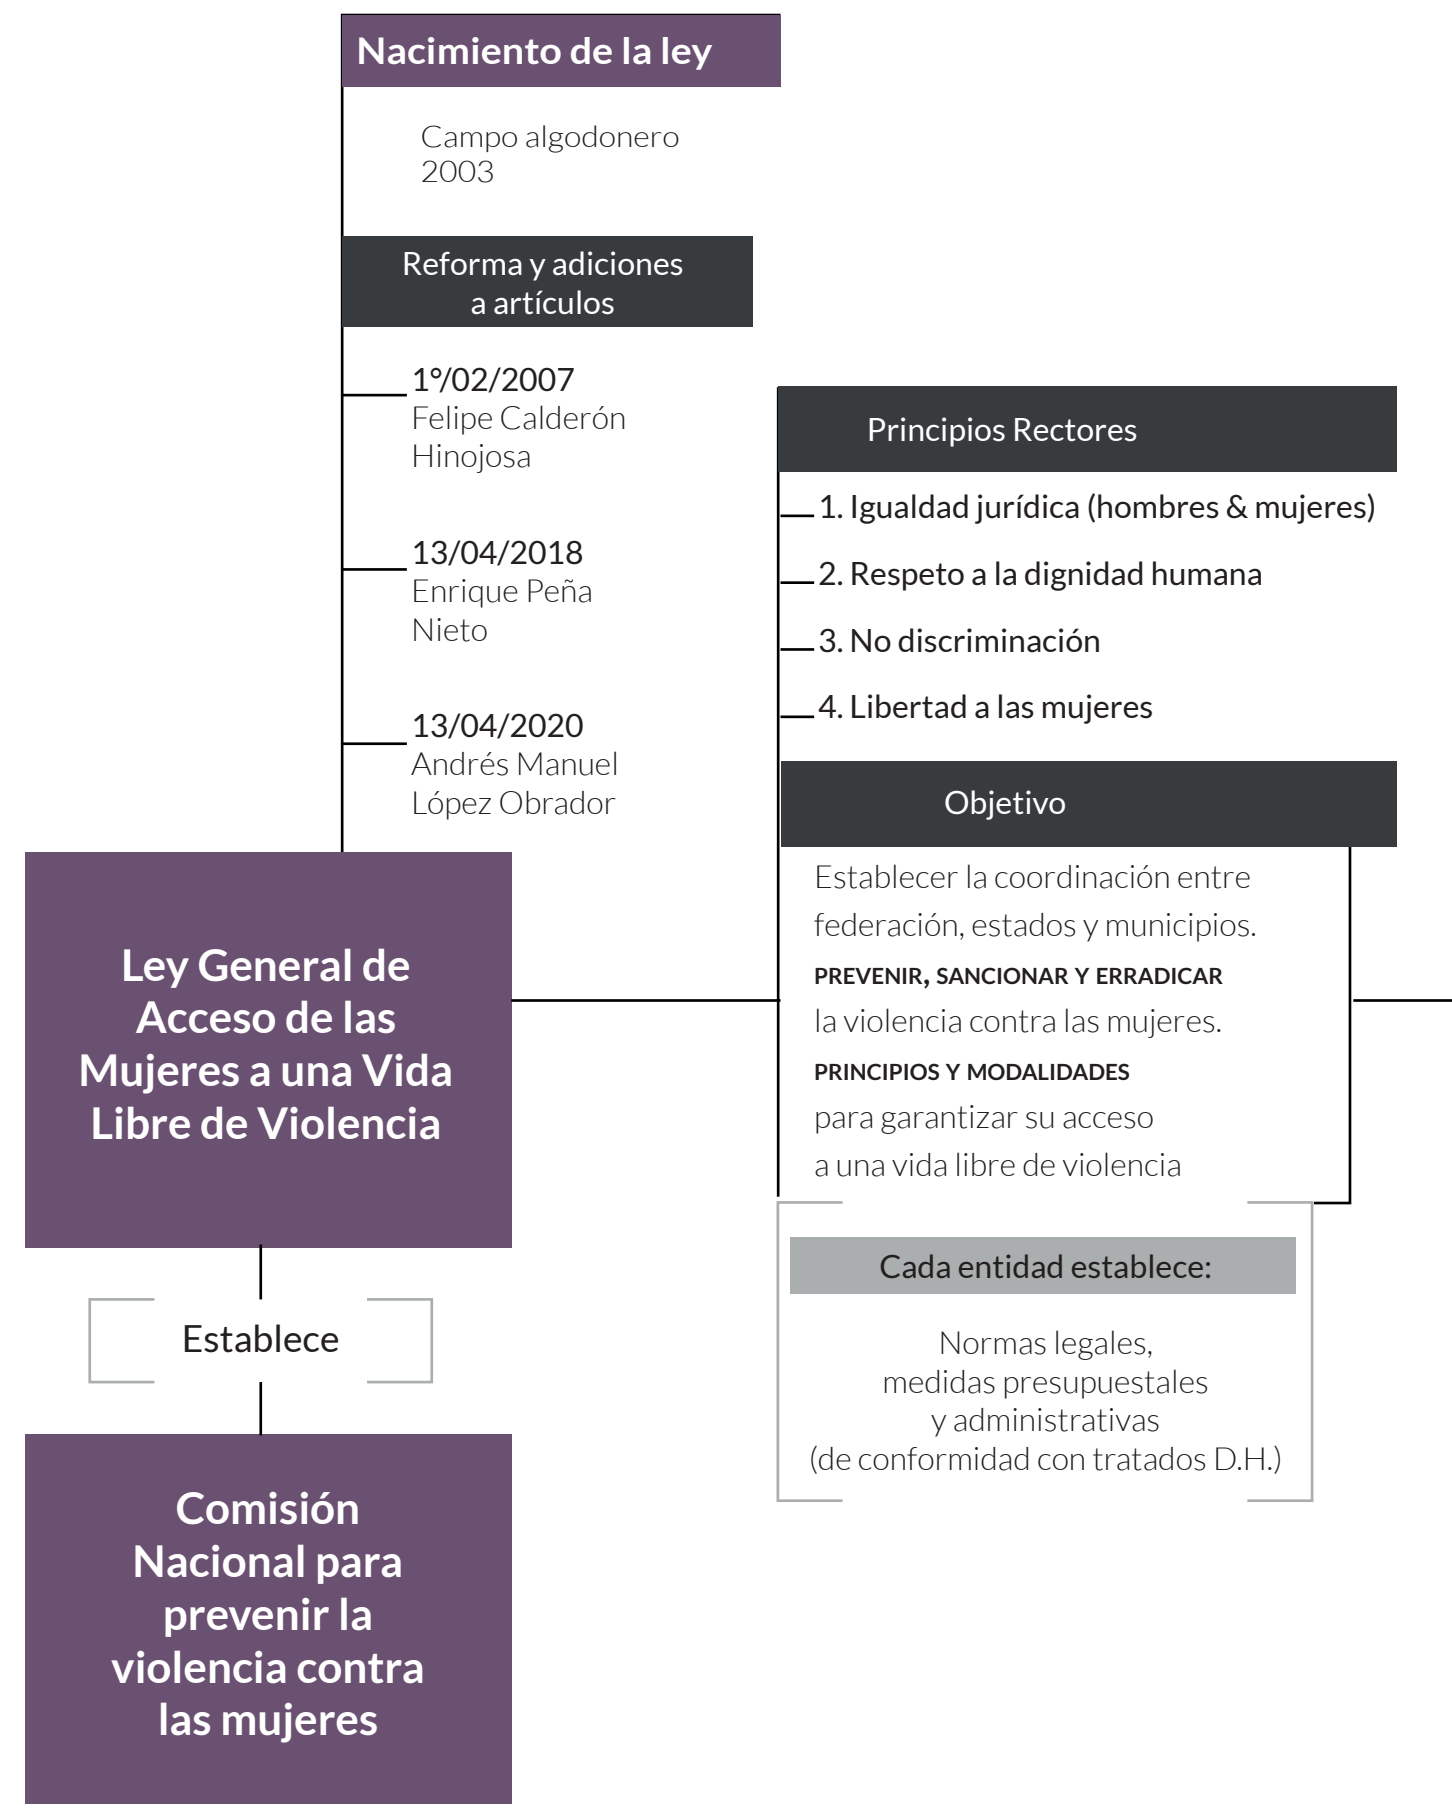 Nacimiento de la ley
Campo algodonero
2003
Reforma y adiciones
a artículos
1º/02/2007
Felipe Calderón
Hinojosa
13/04/2018
Enrique Peña
Nieto
13/04/2020
Andrés Manuel
López Obrador
Ley General de
Acceso de las
Mujeres a una Vida
Libre de Violencia
Establece
Comisión
Nacional para
prevenir la
violencia contra
las mujeres
Principios Rectores
1. Igualdad jurídica (hombres & mujeres)
2. Respeto a la dignidad humana
3. No discriminación
4. Libertad a las mujeres
Objetivo
Establecer la coordinación entre
federación, estados y municipios.
PREVENIR, SANCIONAR Y ERRADICAR
la violencia contra las mujeres.
PRINCIPIOS Y MODALIDADES
para garantizar su acceso
a una vida libre de violencia
Cada entidad establece:
Normas legales,
medidas presupuestales
y administrativas
(de conformidad con tratados D.H.)